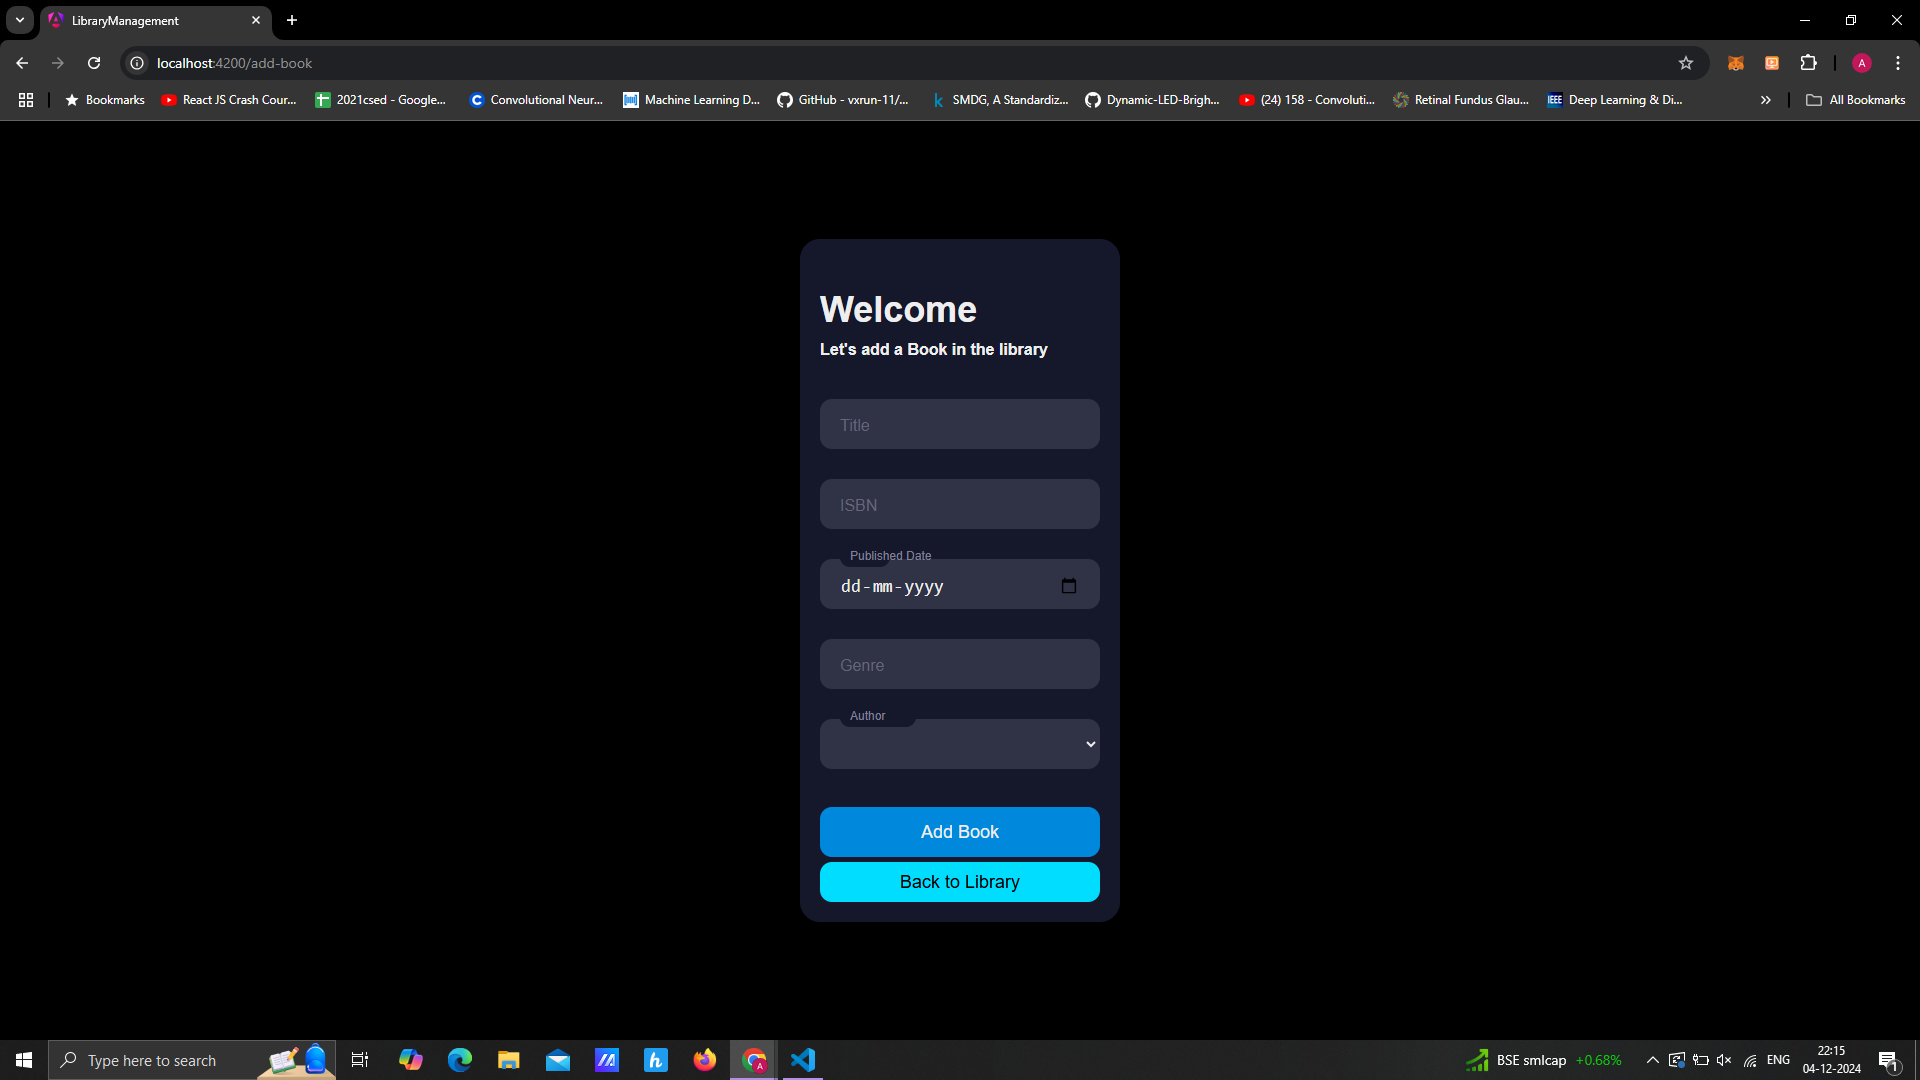 LibraryManagement
localhost:4200/add-book
A
Bookmarks
React JS Crash Cour...
2021csed - Google...
Convolutional Neur...
Machine Learning D...
GitHub - vxrun-11/...
SMDG, A Standardiz...
Dynamic-LED-Brigh...
(24) 158 - Convoluti...
Retinal Fundus Glau...
IEEE
Deep Learning & Di...
All Bookmarks
Welcome
Let's add a Book in the library
Title
ISBN
Published Date
dd-mm-yyyy
Genre
Author
Add Book
Back to Library
Type here to search
h
A
BSE smlcap +0.68%
ENG
22:15
04-12-2024
1